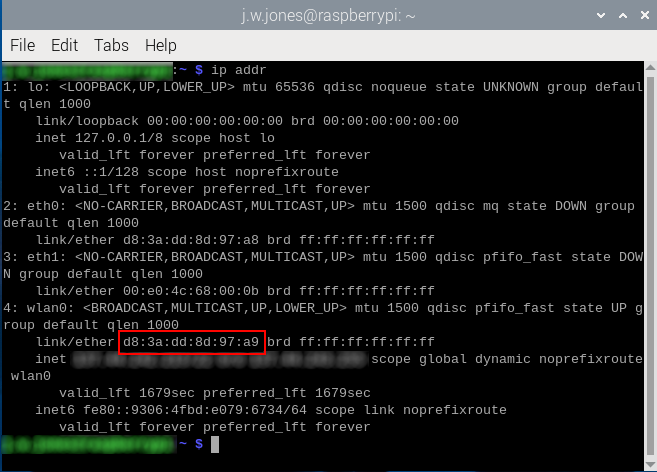 j.w.jones@raspberrypi: ~
File Edit Tabs Help
:~ $ ip addr
1: lo: <LOOPBACK,UP,LOWER_UP> mtu 65536 qdisc noqueue state UNKNOWN group defaul
t qlen 1000
link/loopback 00:00:00:00:00:00 brd 00:00:00:00:00:00
inet 127.0.0.1/8 scope host lo
valid_lft forever preferred_lft forever
inet6 ::1/128 scope host noprefixroute
valid_lft forever preferred_lft forever
2: eth0: <NO-CARRIER,BROADCAST,MULTICAST,UP> mtu 1500 qdisc mq state DOWN group
default qlen 1000
link/ether d8:3a:dd:8d:97:a8 brd ff:ff:ff:ff:ff:ff
3: eth1: <NO-CARRIER,BROADCAST,MULTICAST,UP> mtu 1500 qdisc pfifo_fast state DOW
N group default qlen 1000
link/ether 00:e0:4c:68:00:0b brd ff:ff:ff:ff:ff:ff
4: wlan0: <BROADCAST,MULTICAST,UP,LOWER_UP> mtu 1500 qdisc pfifo_fast state UP g
roup default qlen 1000
link/ether d8:3a:dd:8d:97:a9 brd ff:ff:ff:ff:ff:ff
inet scope global dynamic noprefixroute
wlan0
valid_lft 1679sec preferred_lft 1679sec
inet6 fe80::9306:4fbd:e079:6734/64 scope link noprefixroute
valid_lft forever preferred_lft forever
~ $